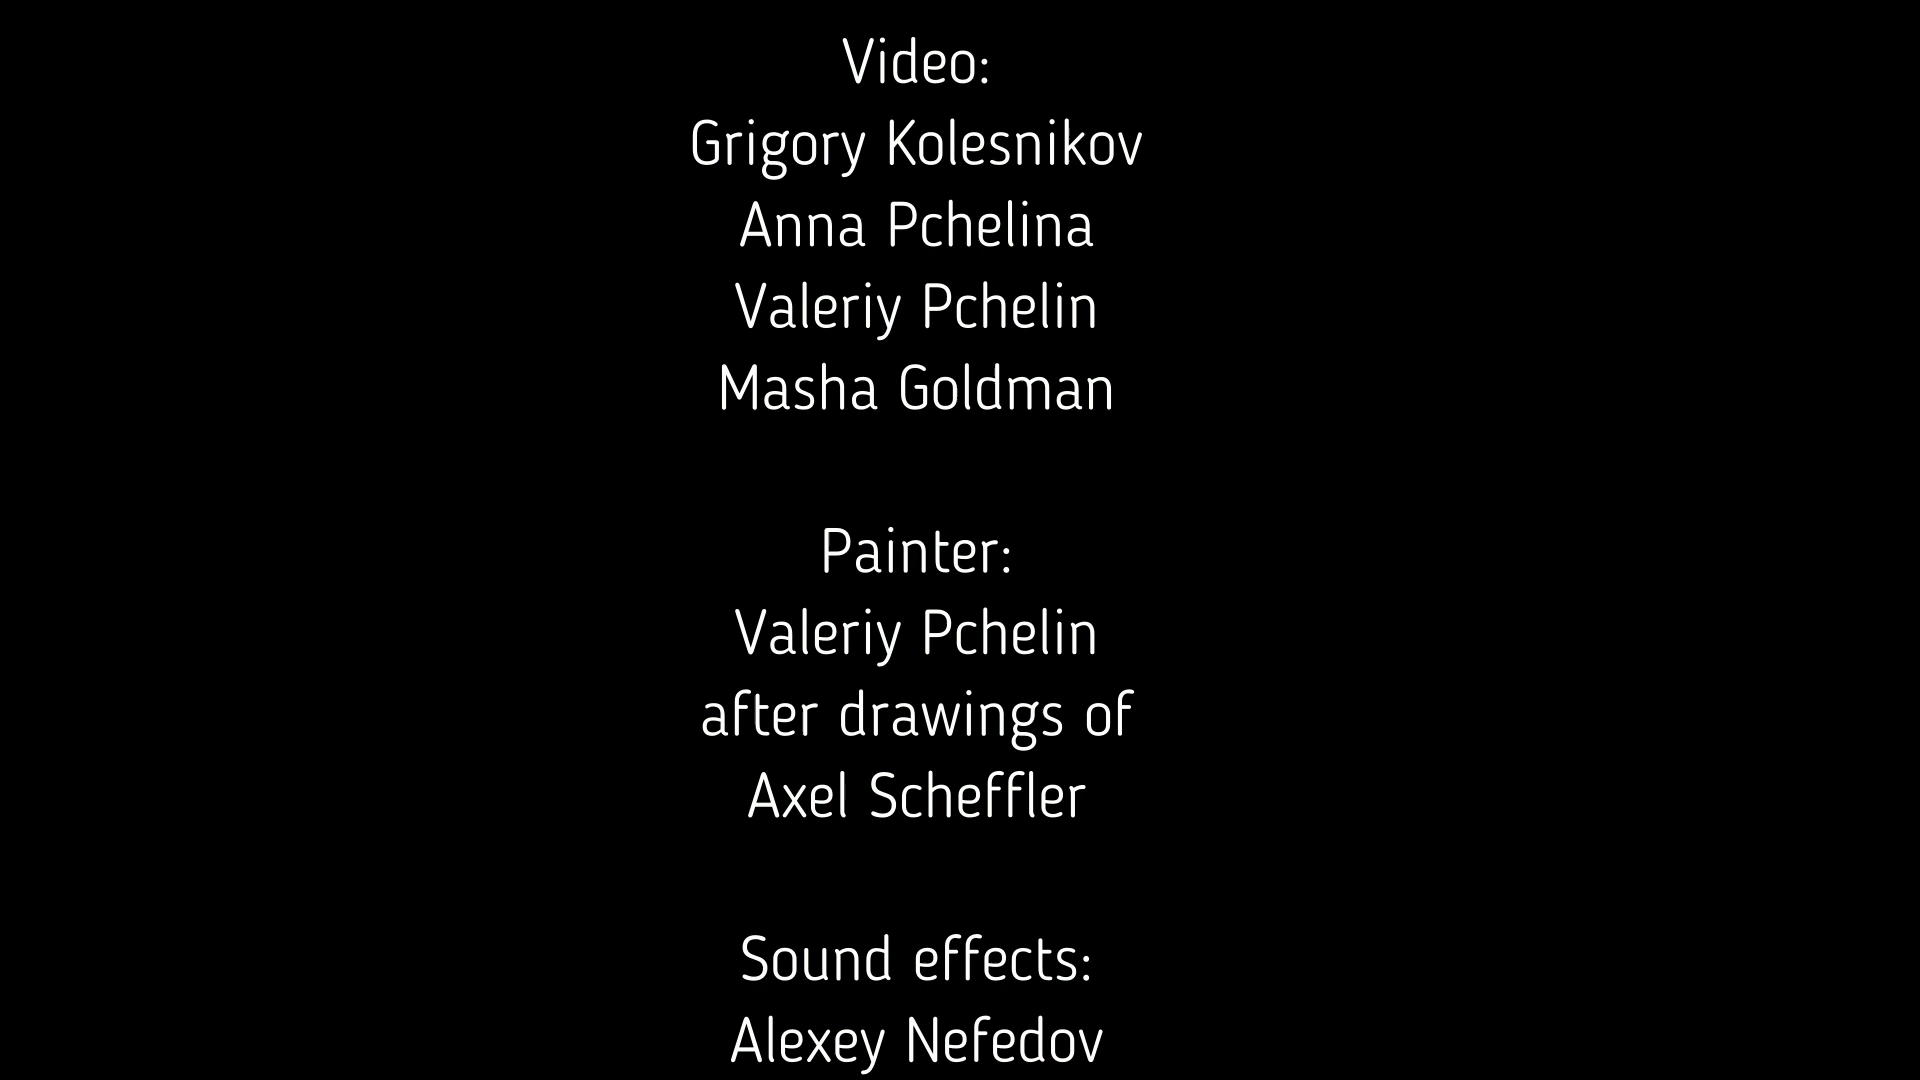 Video:
Grigory Kolesnikov
Anna Pchelina
Valeriy Pchelin
Masha Goldman
Painter:
Valeriy Pchelin
after drawings of
Axel Scheffler
Sound effects:
Alexey Nefedov